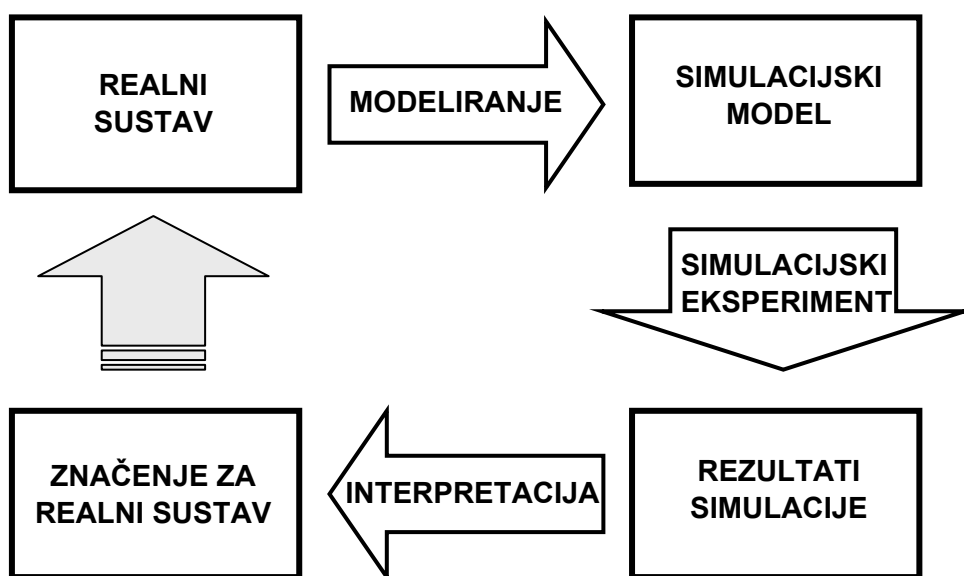 REALNI
SUSTAV
MODELIRANJE
SIMULACIJSKI
MODEL
SIMULACIJSKI
EKSPERIMENT
ZNAČENJE ZA
REALNI SUSTAV
INTERPRETACIJA
REZULTATI
SIMULACIJE